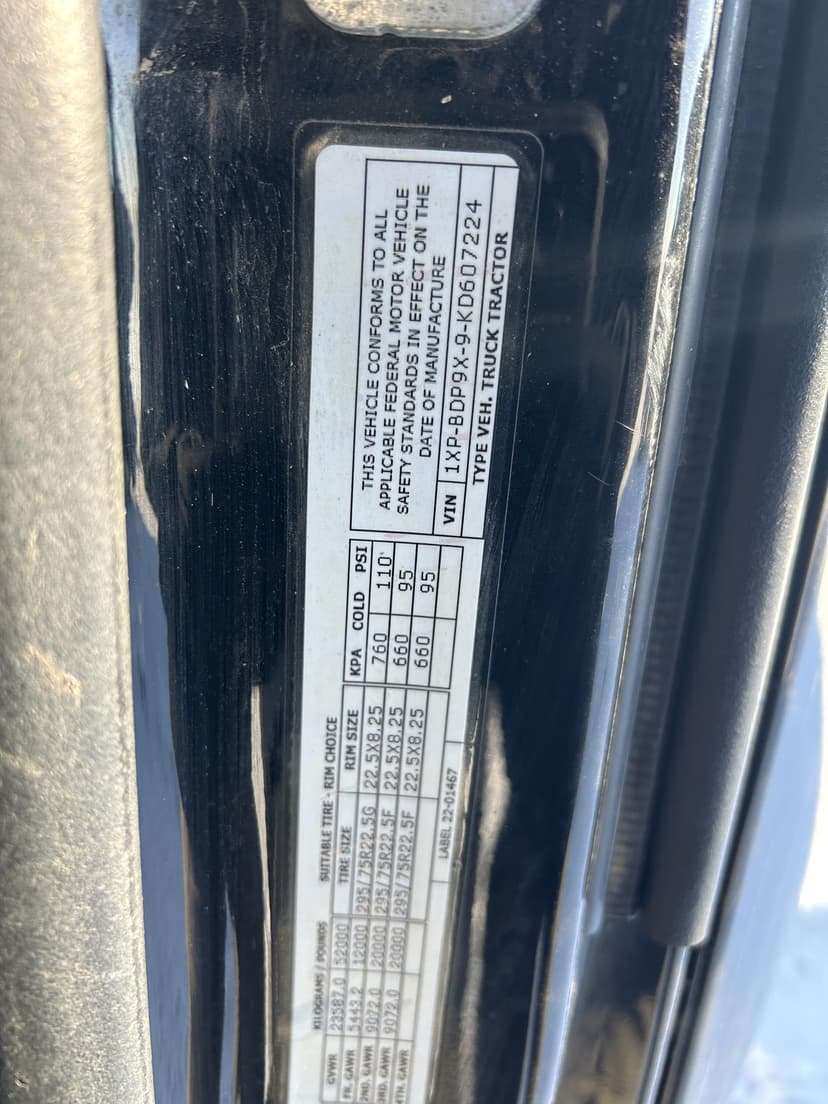 KILOGRAMS / POUNDS SUITABLE TIRE - RIM CHOICE
TIRE SIZE RIM SIZE KPA COLD PSI
GVWR 23587.0 52000
FR. GAWR 5443.2 12000 295/75R22.5G 22.5X8.25 760 110
2ND. GAWR 9072.0 20000 295/75R22.5F 22.5X8.25 660 95
3RD. GAWR 9072.0 20000 295/75R22.5F 22.5X8.25 660 95
4TH. GAWR
LABEL 22-01467
THIS VEHICLE CONFORMS TO ALL
APPLICABLE FEDERAL MOTOR VEHICLE
SAFETY STANDARDS IN EFFECT ON THE
DATE OF MANUFACTURE
VIN 1XP-BDP9X-9-KD607224
TYPE VEH. TRUCK TRACTOR